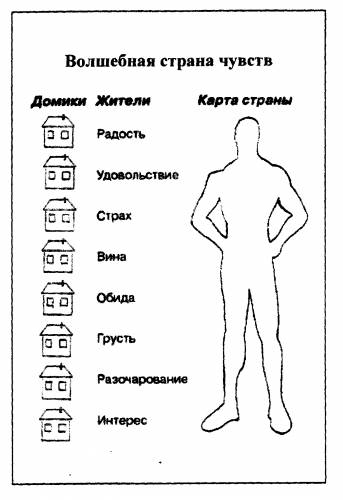 Волшебная страна чувств
Домики Жители Карта страны
Радость
Удовольствие
Страх
Вина
Обида
Грусть
Разочарование
Интерес